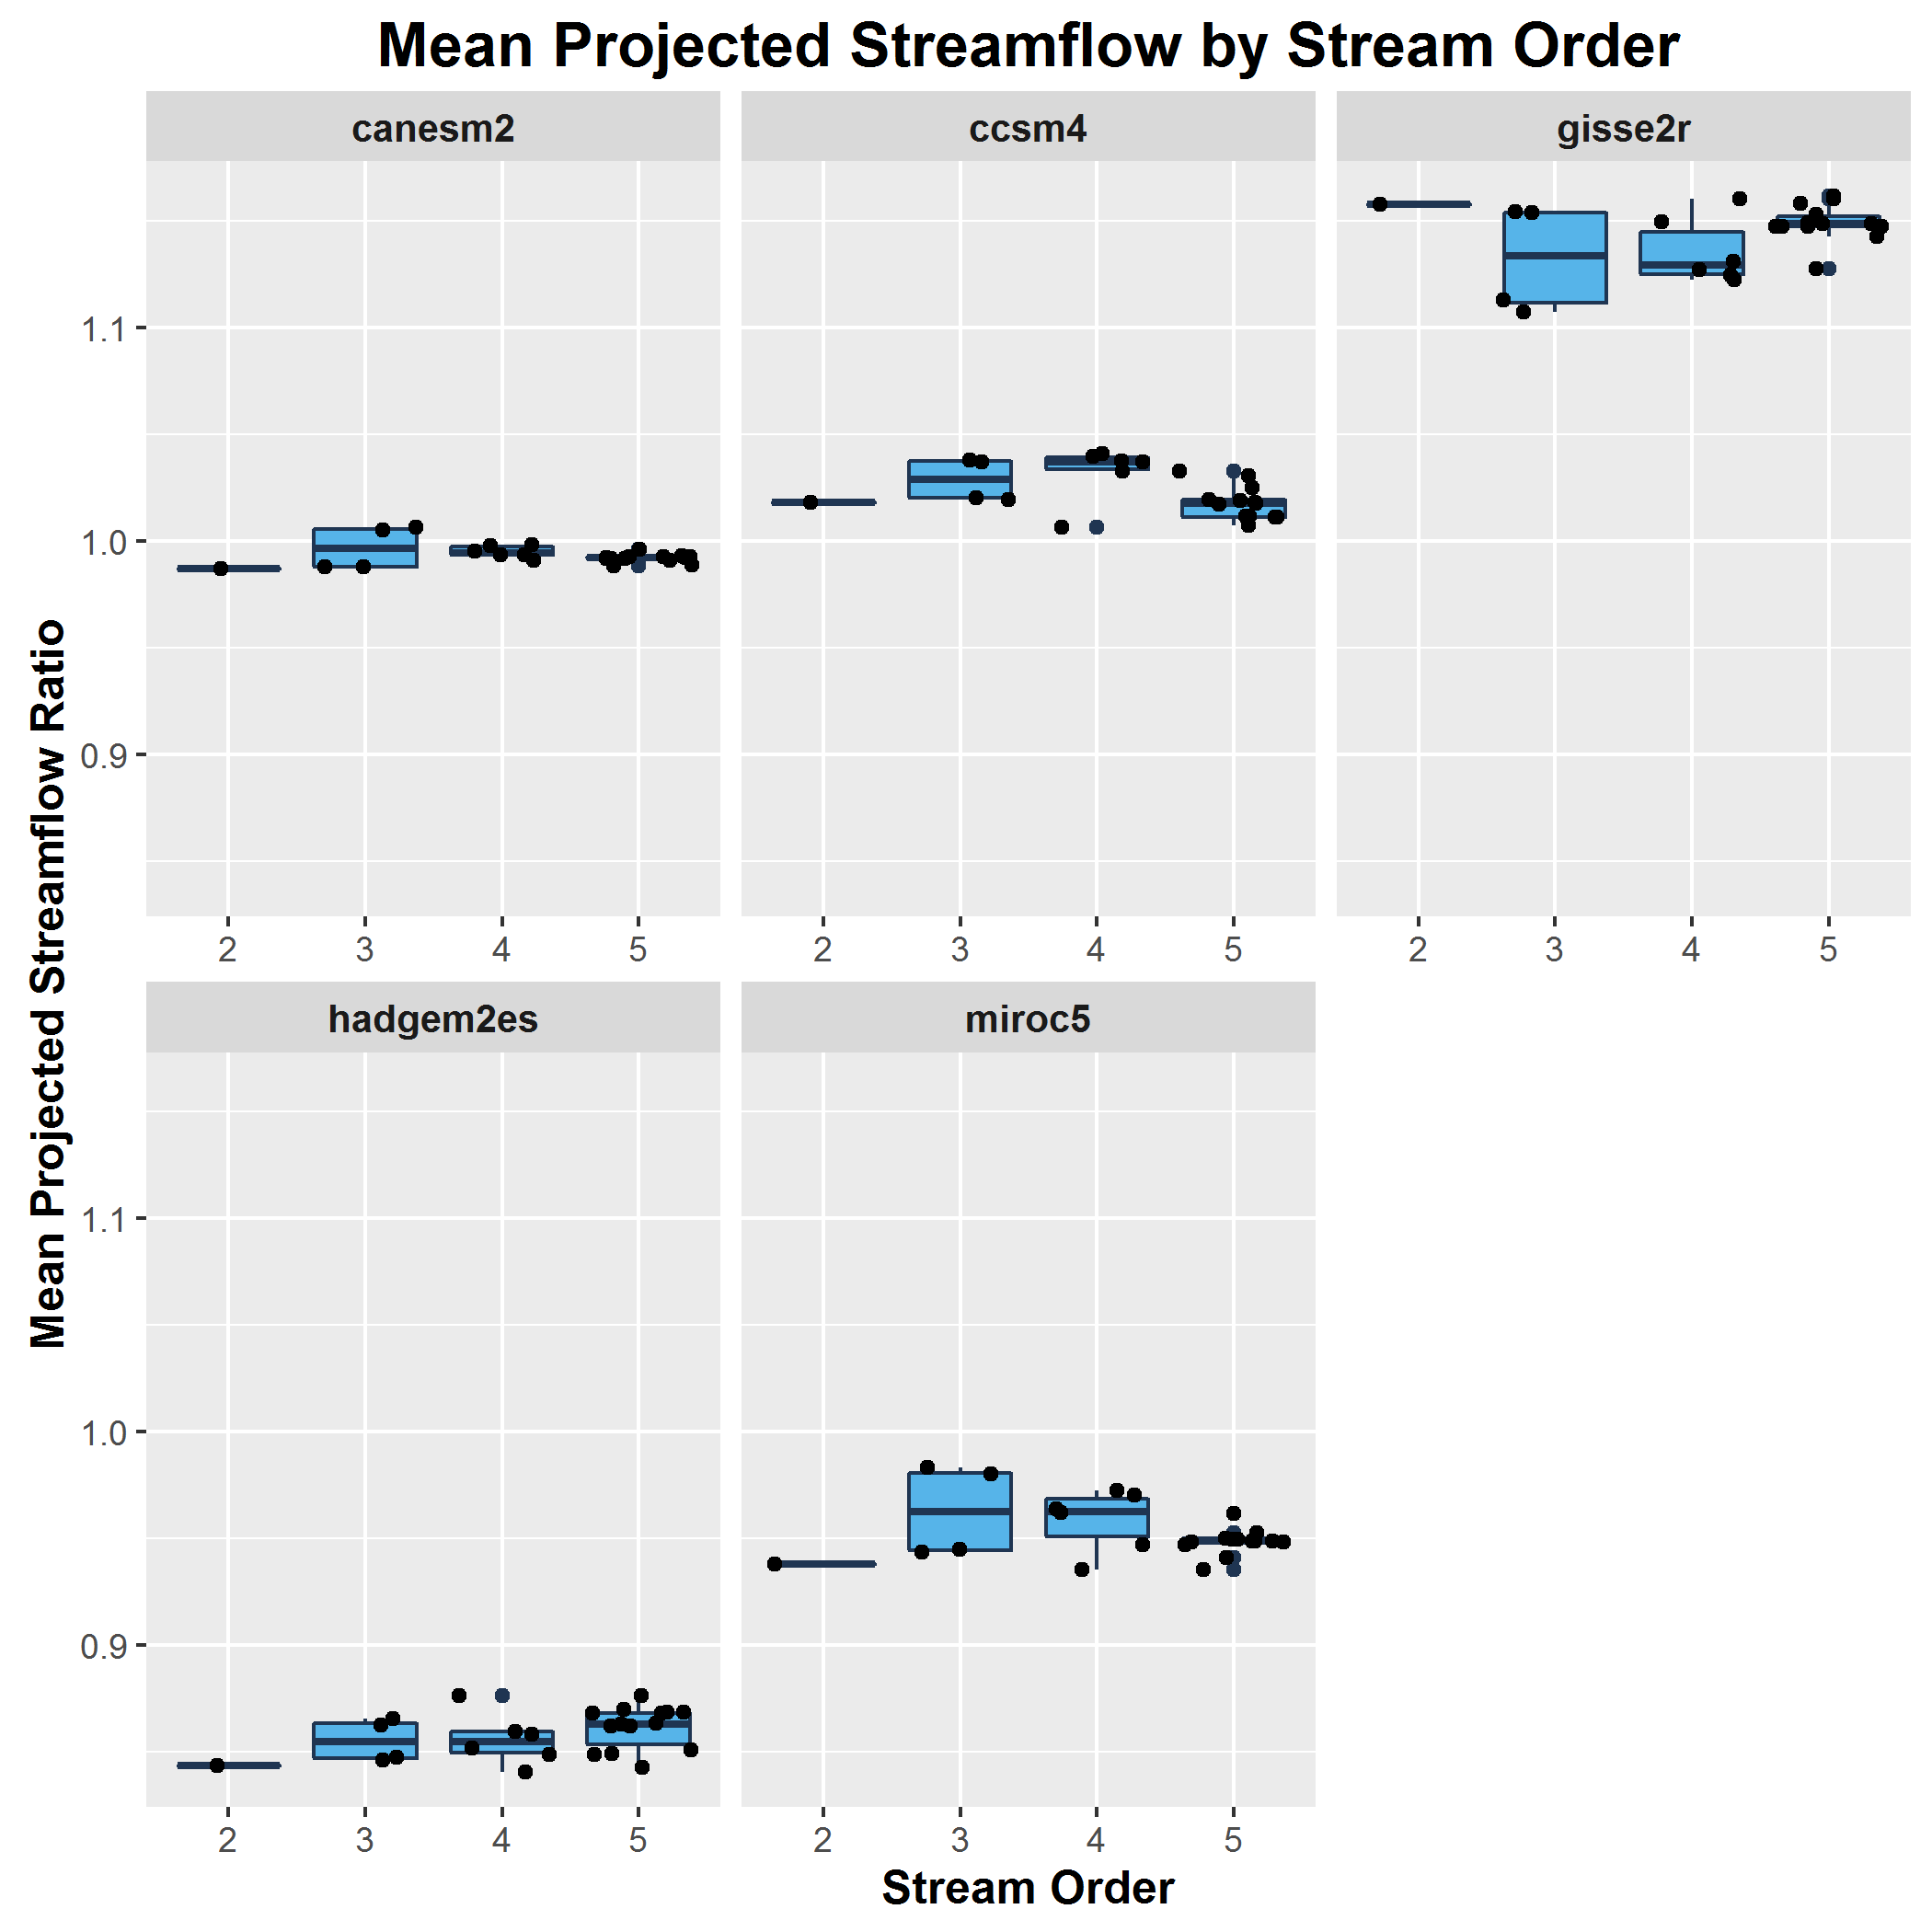 Mean Projected Streamflow by Stream Order
canesm2
ccsm4
gisse2r
1.1
1.0
0.9
2 3 4 5
2 3 4 5
2 3 4 5
Mean Projected Streamflow Ratio
hadgem2es
miroc5
1.1
1.0
0.9
2 3 4 5
2 3 4 5
Stream Order